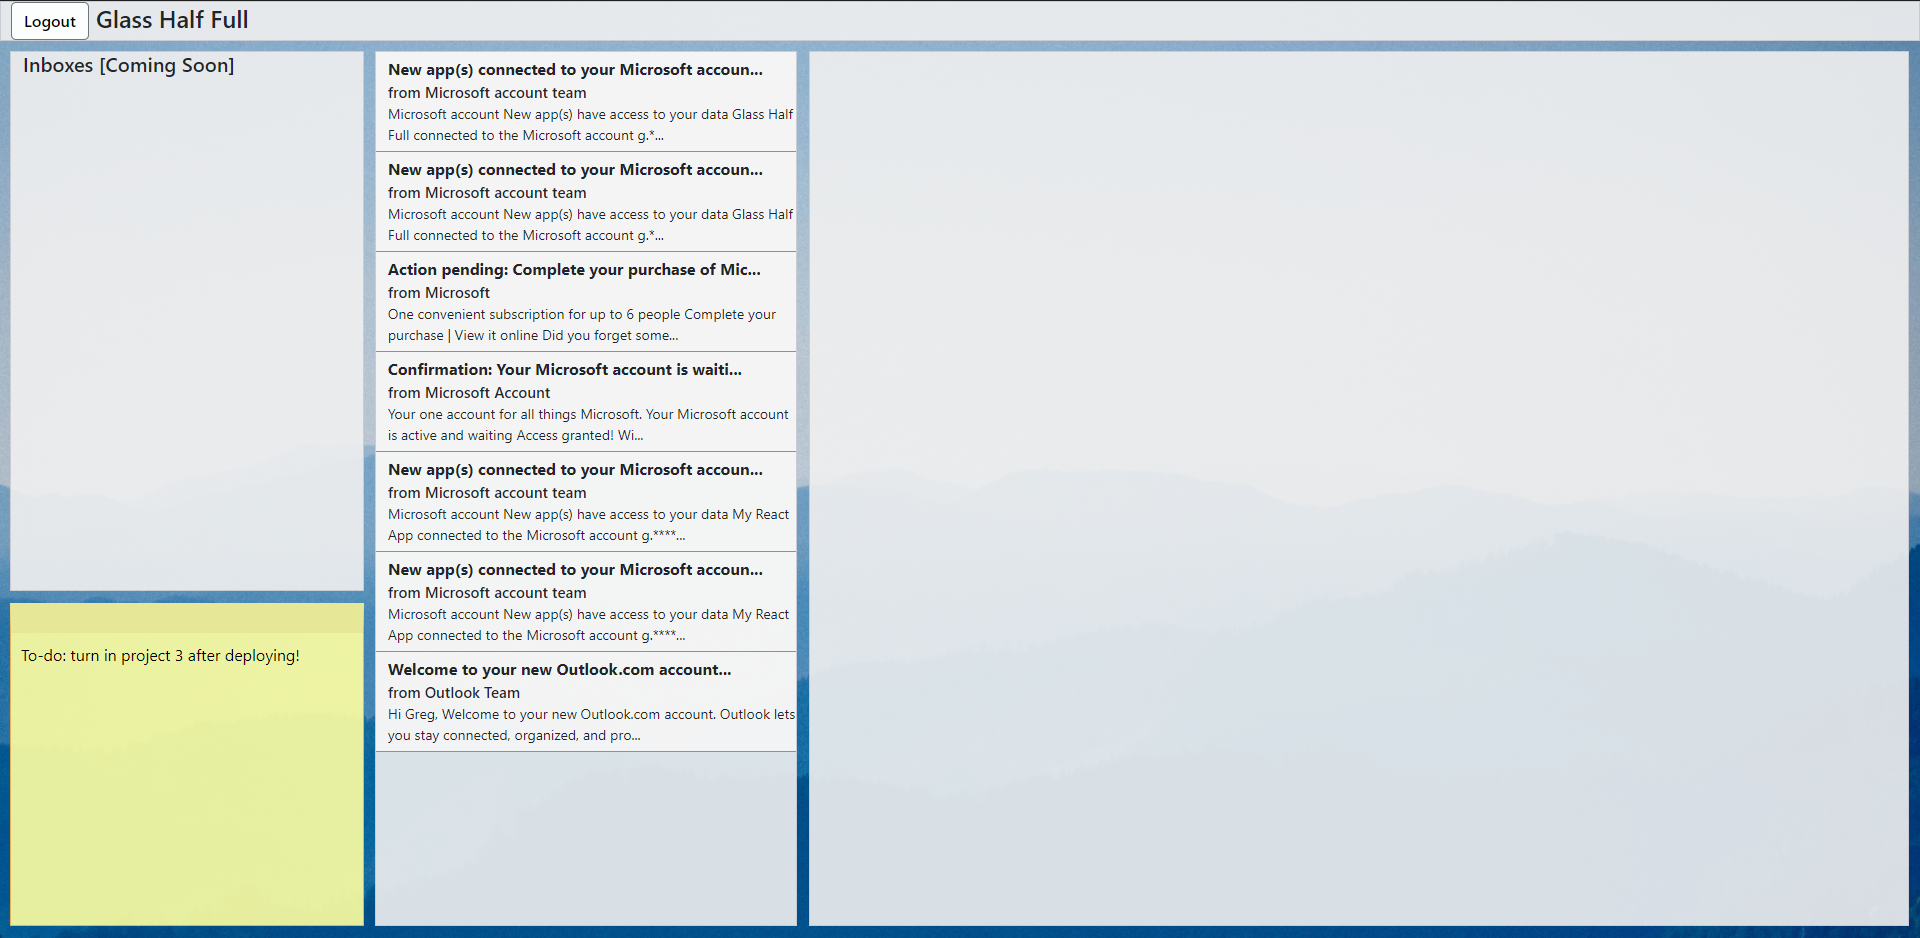 Logout
Glass Half Full
Inboxes [Coming Soon]
To-do: turn in project 3 after deploying!
New app(s) connected to your Microsoft accoun...
from Microsoft account team
Microsoft account New app(s) have access to your data Glass Half
Full connected to the Microsoft account g.*...
New app(s) connected to your Microsoft accoun...
from Microsoft account team
Microsoft account New app(s) have access to your data Glass Half
Full connected to the Microsoft account g.*...
Action pending: Complete your purchase of Mic...
from Microsoft
One convenient subscription for up to 6 people Complete your
purchase | View it online Did you forget some...
Confirmation: Your Microsoft account is waiti...
from Microsoft Account
Your one account for all things Microsoft. Your Microsoft account
is active and waiting Access granted! Wi...
New app(s) connected to your Microsoft accoun...
from Microsoft account team
Microsoft account New app(s) have access to your data My React
App connected to the Microsoft account g.****...
New app(s) connected to your Microsoft accoun...
from Microsoft account team
Microsoft account New app(s) have access to your data My React
App connected to the Microsoft account g.****...
Welcome to your new Outlook.com account...
from Outlook Team
Hi Greg, Welcome to your new Outlook.com account. Outlook lets
you stay connected, organized, and pro...